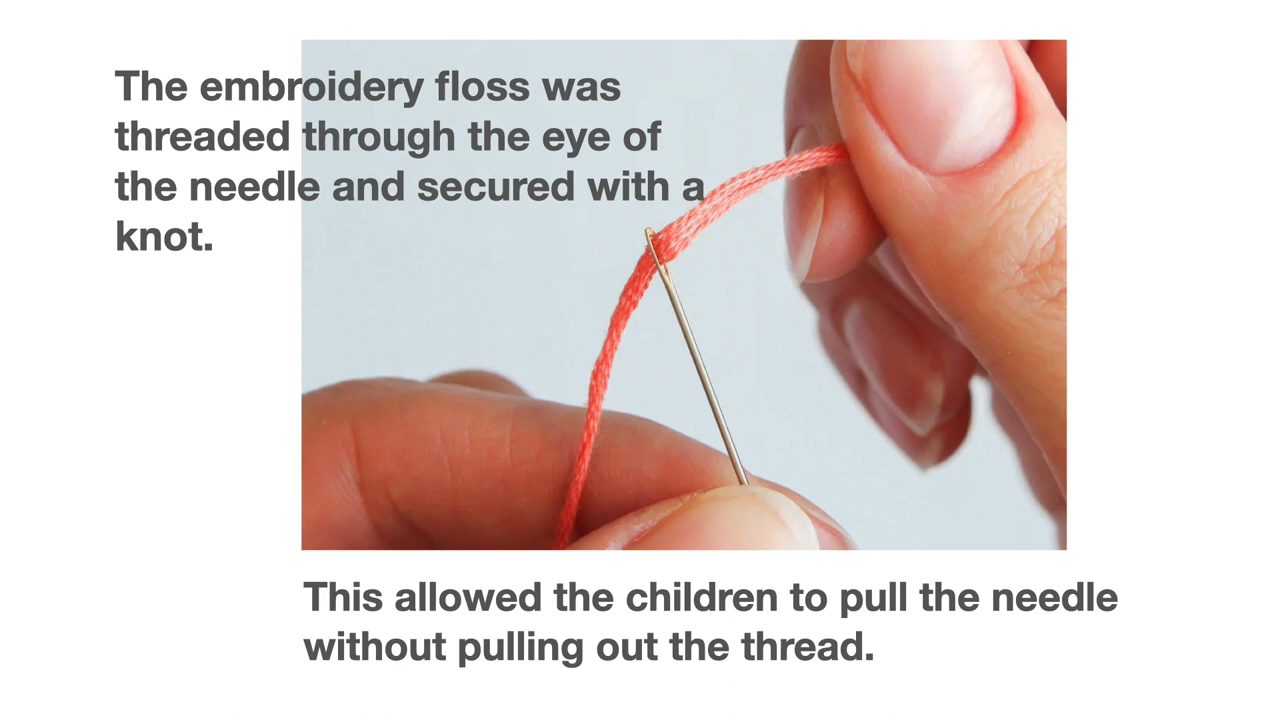 The embroidery floss was
threaded through the eye of
the needle and secured with a
knot.
This allowed the children to pull the needle
without pulling out the thread.